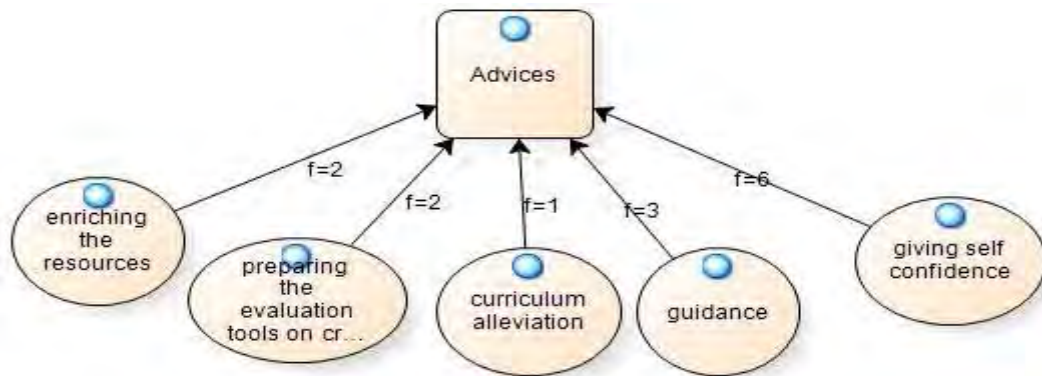 Advices
f=2
f=2
f=1
f=3
f=6
enriching
the
resources
preparing
the
evaluation
tools on cr...
curriculum
alleviation
guidance
giving self
confidence